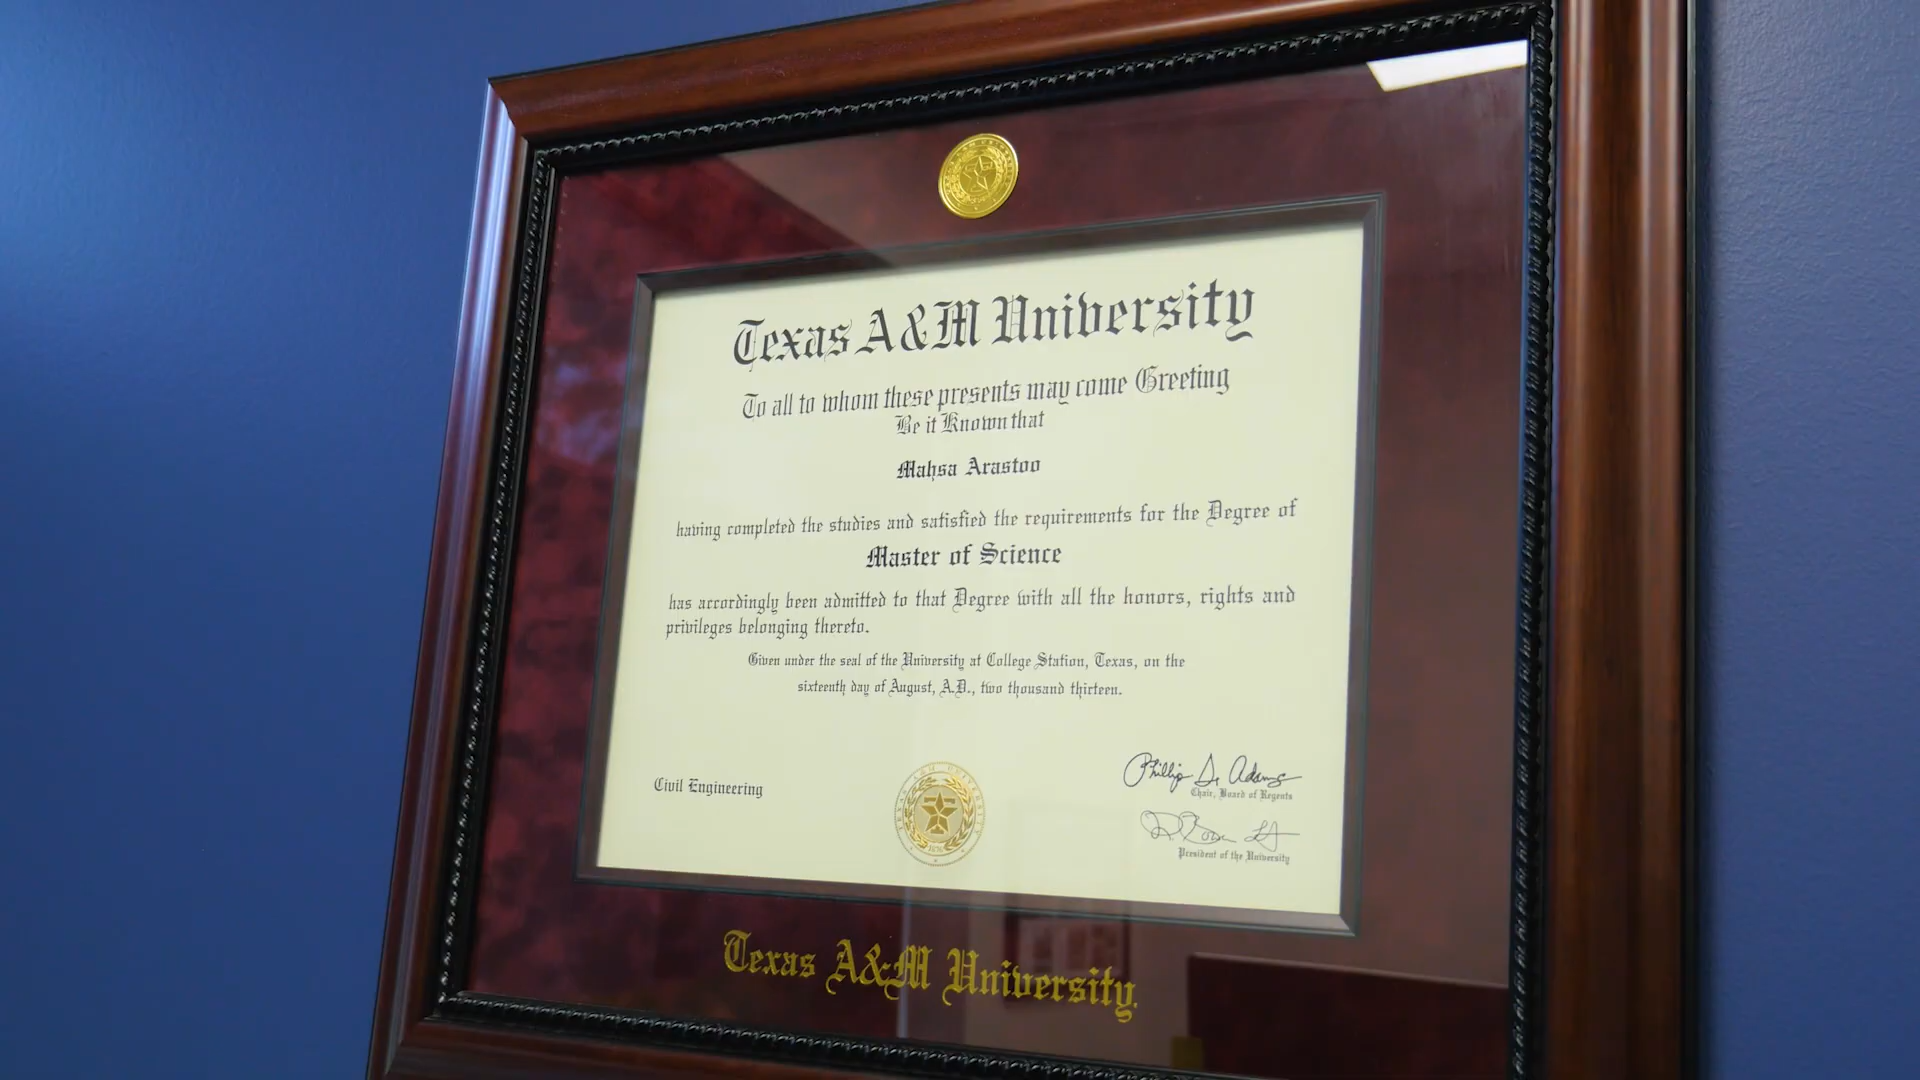 Texas A&M University
To all to whom these presents may come Greeting
Be it Known that
Mahsa Arastoo
having completed the studies and satisfied the requirements for the Degree of
Master of Science
has accordingly been admitted to that Degree with all the honors, rights and
privileges belonging thereto.
Given under the seal of the University at College Station, Texas, on the
sixteenth day of August, A.D., two thousand thirteen.
Civil Engineering
Phillip D. Adams
Chair, Board of Regents
President of the University
Texas A&M University